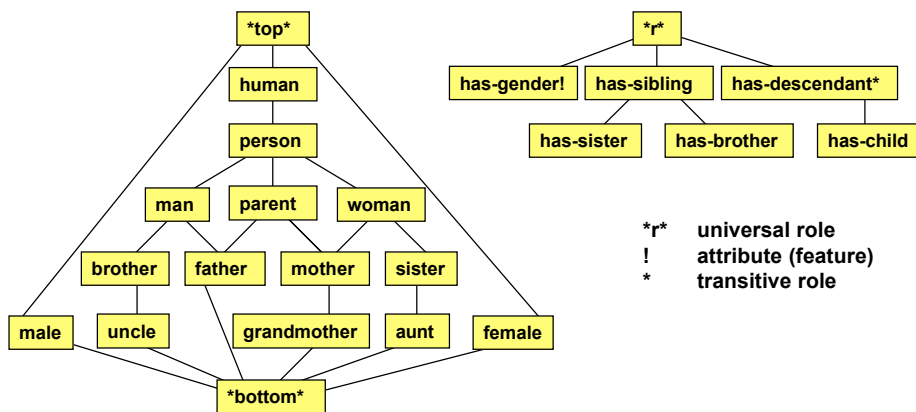 *top*
human
person
man parent woman
brother father mother sister
male uncle grandmother aunt female
*bottom*
*r*
has-gender! has-sibling has-descendant*
has-sister has-brother has-child
*r* universal role
! attribute (feature)
* transitive role